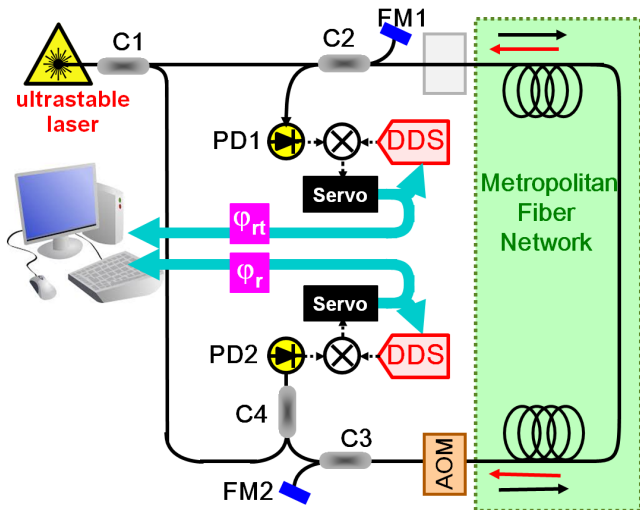 FM1
C1
C2
ultrastable
laser
PD1
DDS
Servo
Metropolitan
Fiber
Network
φrt
φr
Servo
PD2
DDS
C4
C3
AOM
FM2